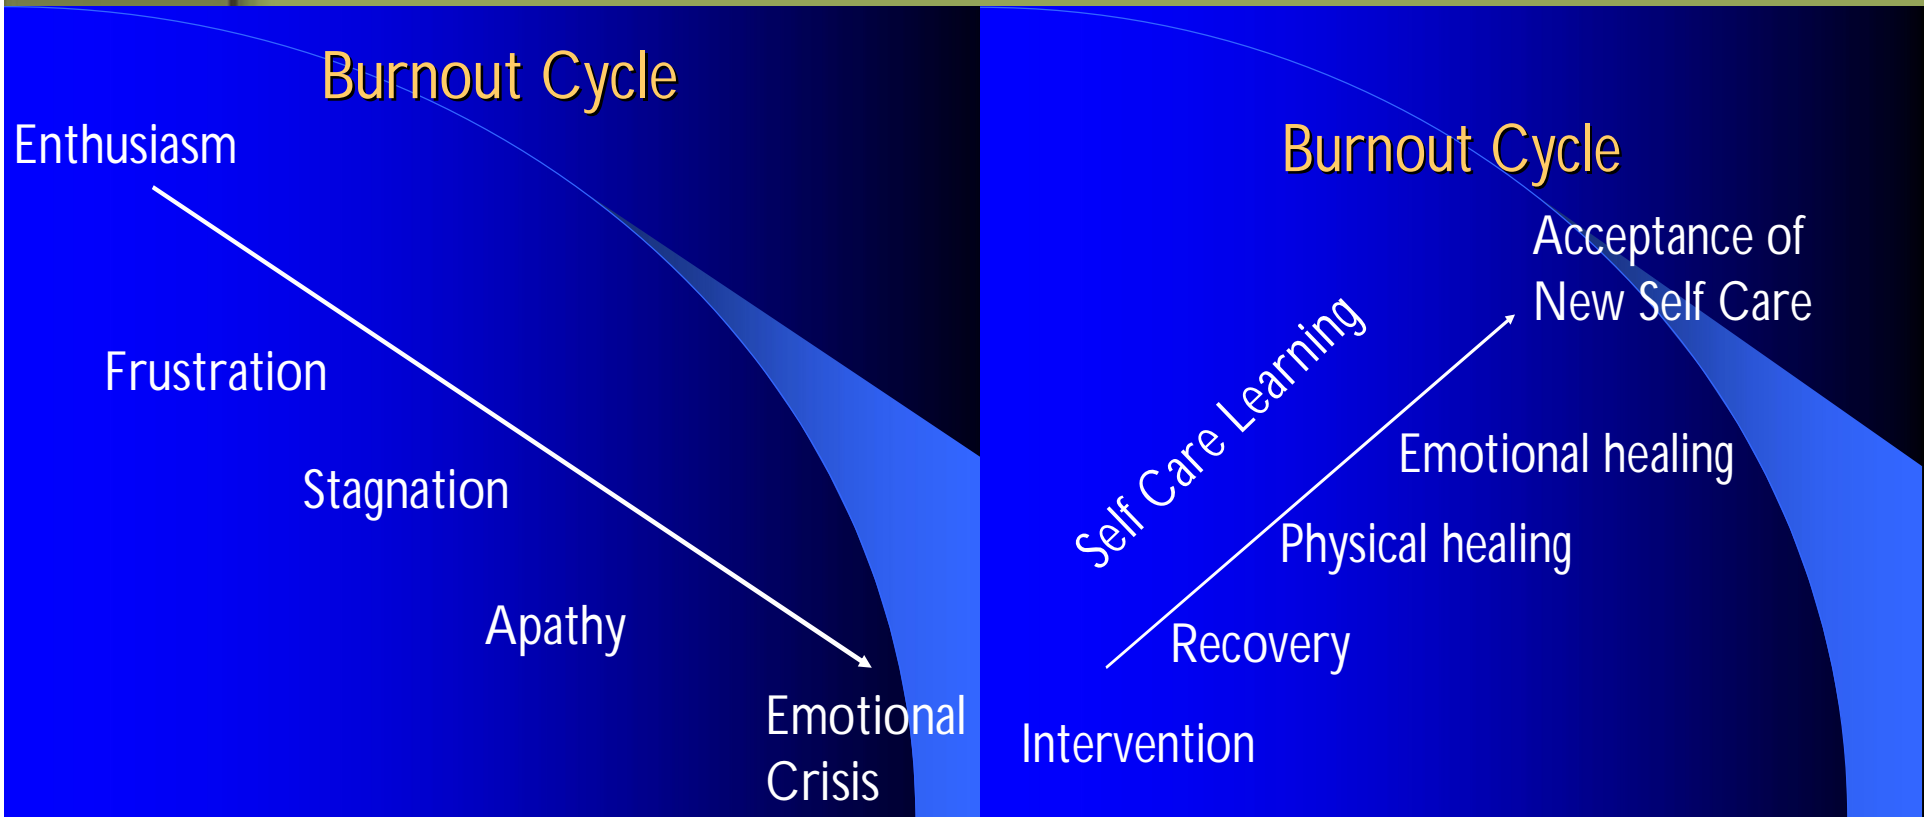 Burnout Cycle
Enthusiasm
Frustration
Stagnation
Apathy
Emotional
Crisis
Burnout Cycle
Acceptance of
New Self Care
Self Care Learning
Emotional healing
Physical healing
Recovery
Intervention